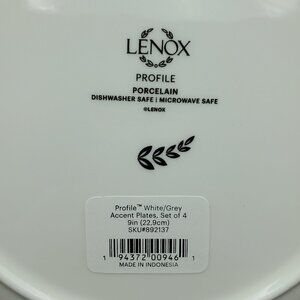 LENOX
PROFILE
PORCELAIN
DISHWASHER SAFE | MICROWAVE SAFE
©LENOX
Profile™ White/Grey
Accent Plates, Set of 4
9in (22.9cm)
SKU#892137
1 94372 00946 1
MADE IN INDONESIA